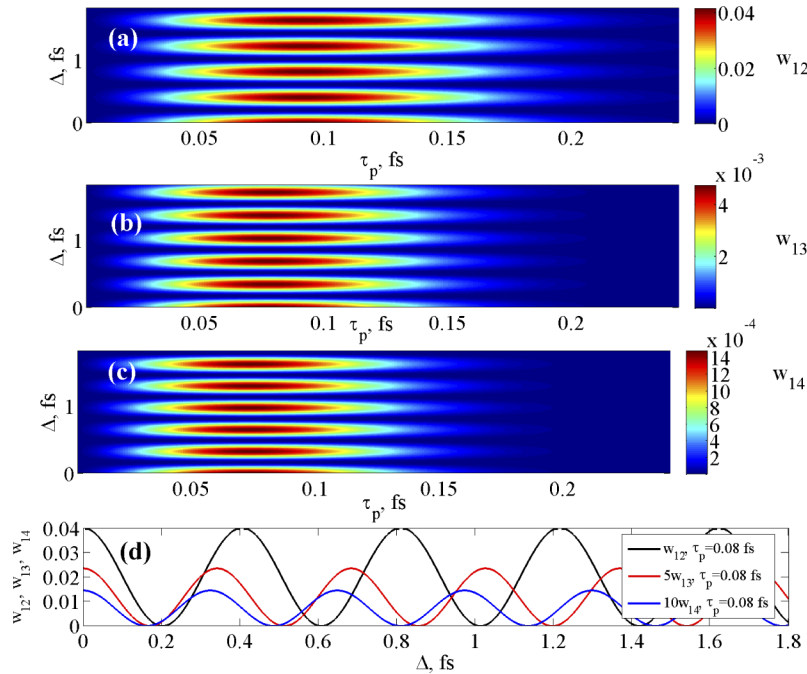 (a)
Δ, fs
1
0
0.05 0.1 0.15 0.2
τp, fs
0.04
0.02
0
w12
(b)
Δ, fs
1
0
0.05 0.1 0.15 0.2
τp, fs
x 10-3
4
2
w13
(c)
Δ, fs
1
0
0.05 0.1 0.15 0.2
τp, fs
x 10-4
14
12
10
8
6
4
2
w14
(d)
w12, w13, w14
0.04
0.03
0.02
0.01
0
0 0.2 0.4 0.6 0.8 1 1.2 1.4 1.6 1.8
Δ, fs
w12, τp=0.08 fs
5w13, τp=0.08 fs
10w14, τp=0.08 fs